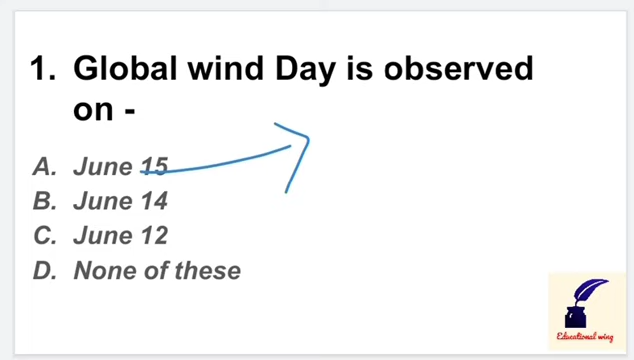 1. Global wind Day is observed
on -
A. June 15
B. June 14
C. June 12
D. None of these
Educational wing